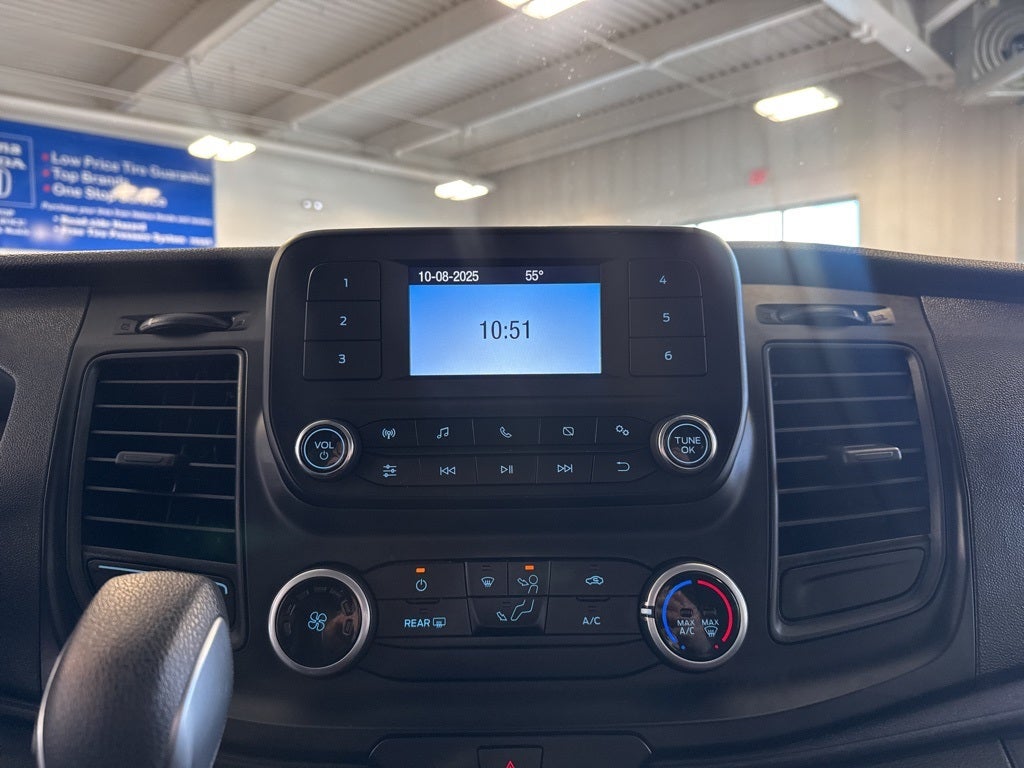 Low Price Tire Guarantee
Top Brands
One Stop
10-08-2025 55°
10:51
1
2
3
4
5
6
VOL
TUNE
OK
REAR
A/C
MAX
A/C
MAX